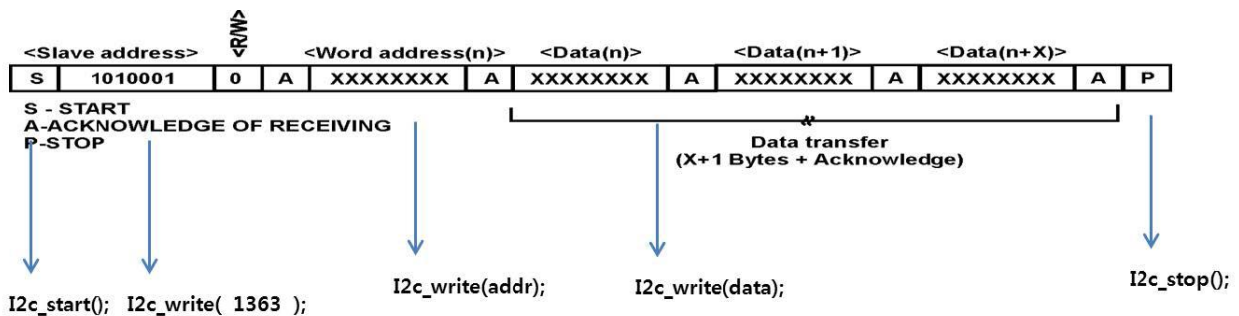 <R/W>
<Slave address> <Word address(n)> <Data(n)> <Data(n+1)> <Data(n+X)>
S 1010001 0 A XXXXXXXX A XXXXXXXX A XXXXXXXX A XXXXXXXX A P
S - START
A-ACKNOWLEDGE OF RECEIVING
P-STOP
Data transfer
(X+1 Bytes + Acknowledge)
I2c_start(); I2c_write( 1363 ); I2c_write(addr); I2c_write(data); I2c_stop();